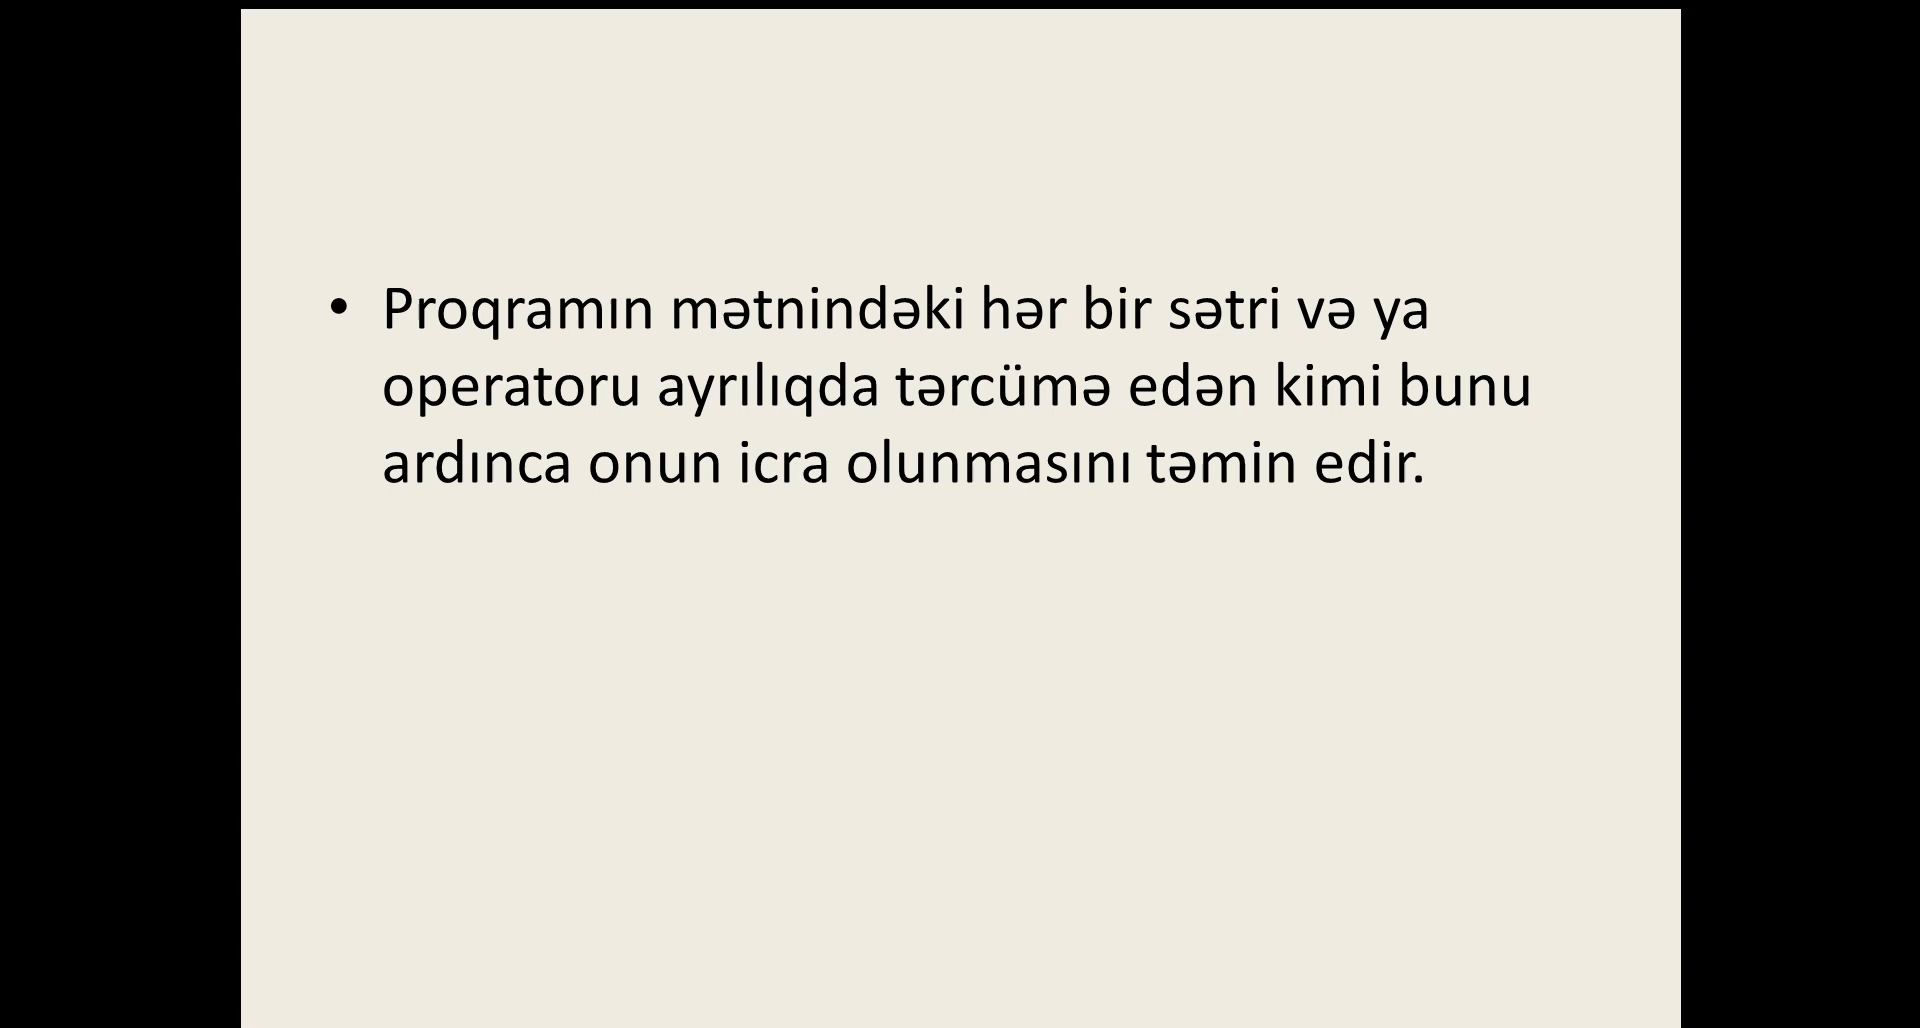 • Proqramın mətnindəki hər bir sətri və ya
operatoru ayrılıqda tərcümə edən kimi bunu
ardınca onun icra olunmasını təmin edir.